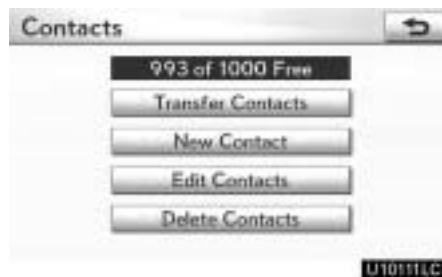 Contacts
993 of 1000 Free
Transfer Contacts
New Contact
Edit Contacts
Delete Contacts
U10111LC